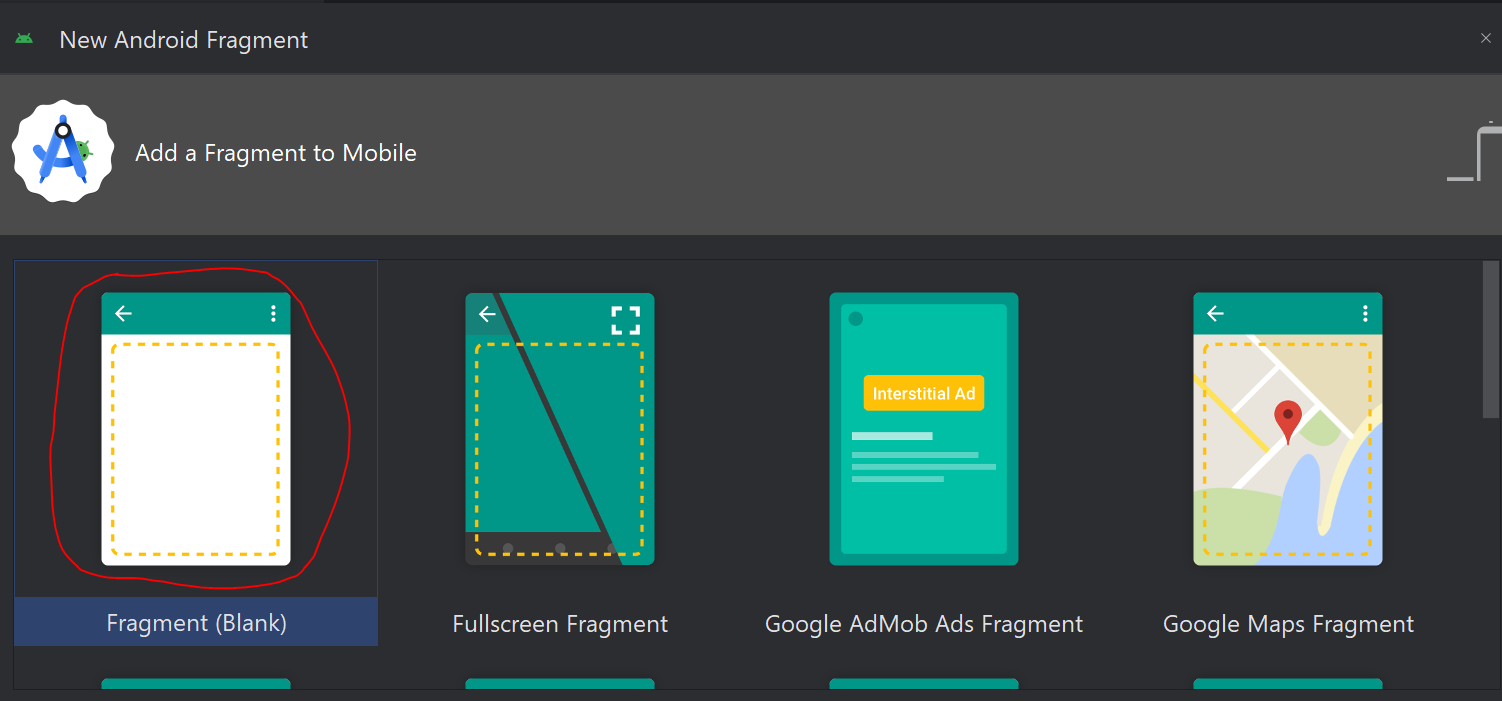 New Android Fragment
Add a Fragment to Mobile
Interstitial Ad
Fragment (Blank)
Fullscreen Fragment
Google AdMob Ads Fragment
Google Maps Fragment